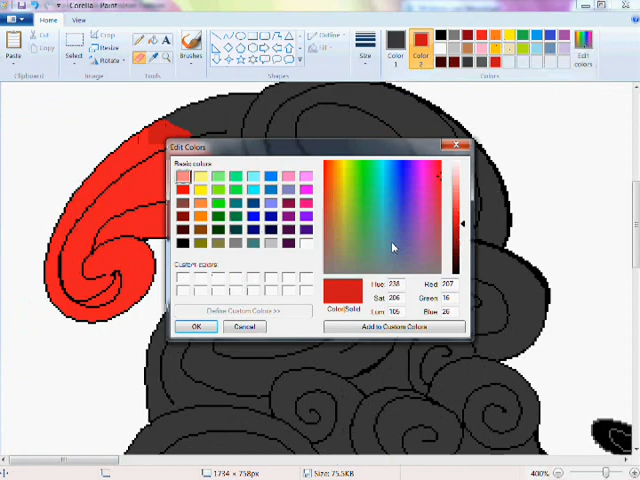 Corella - Paint
Home View
Paste
Cut
Copy
Select
Crop
Resize
Rotate
Brushes
Outline
Fill
Size
Color 1
Color 2
Edit colors
Clipboard Image Tools Shapes Colors
Edit Colors
Basic colors:
Custom colors:
Define Custom Colors >>
OK Cancel
Color|Solid
Hue: 238 Red: 207
Sat: 206 Green: 16
Lum: 105 Blue: 26
Add to Custom Colors
1734 × 758px Size: 75.5KB 400%